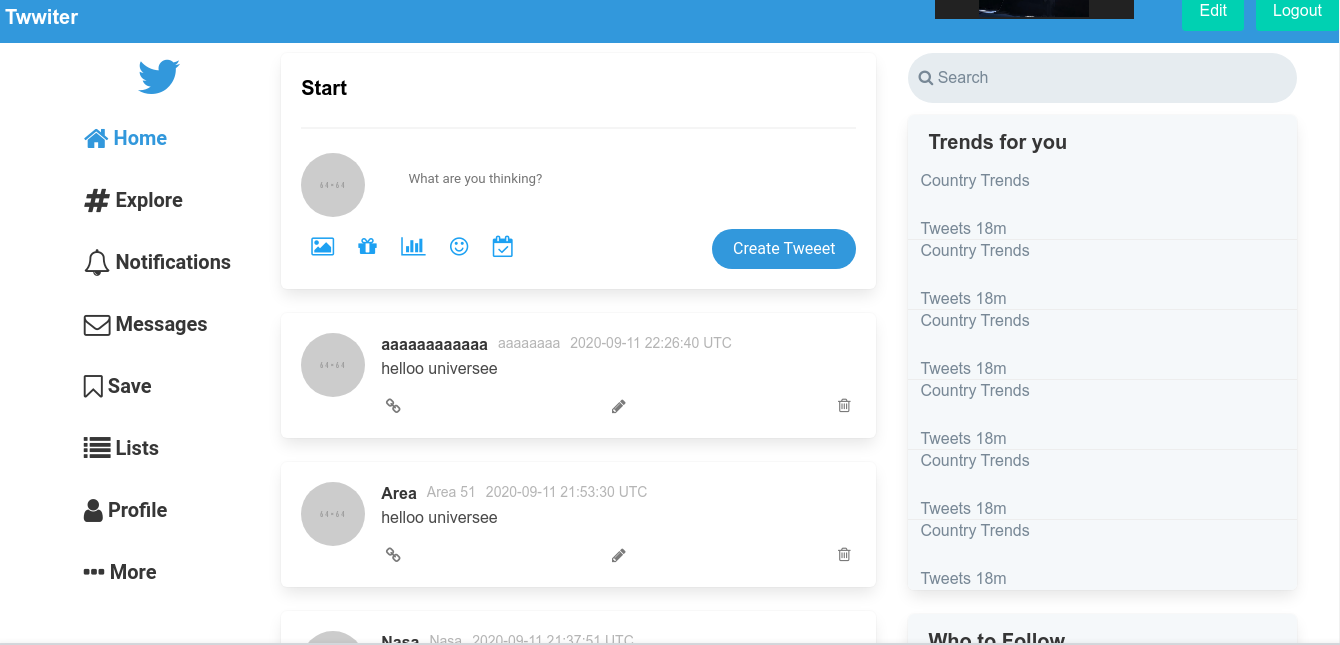 Twwiter
Edit
Logout
Home
Explore
Notifications
Messages
Save
Lists
Profile
More
Start
64×64
What are you thinking?
Create Tweeet
64×64
aaaaaaaaaaaa aaaaaaaa 2020-09-11 22:26:40 UTC
helloo universee
64×64
Area Area 51 2020-09-11 21:53:30 UTC
helloo universee
Nasa Nasa 2020-09-11 21:37:51 UTC
Search
Trends for you
Country Trends
Tweets 18m
Country Trends
Tweets 18m
Country Trends
Tweets 18m
Country Trends
Tweets 18m
Country Trends
Tweets 18m
Country Trends
Tweets 18m
Who to Follow